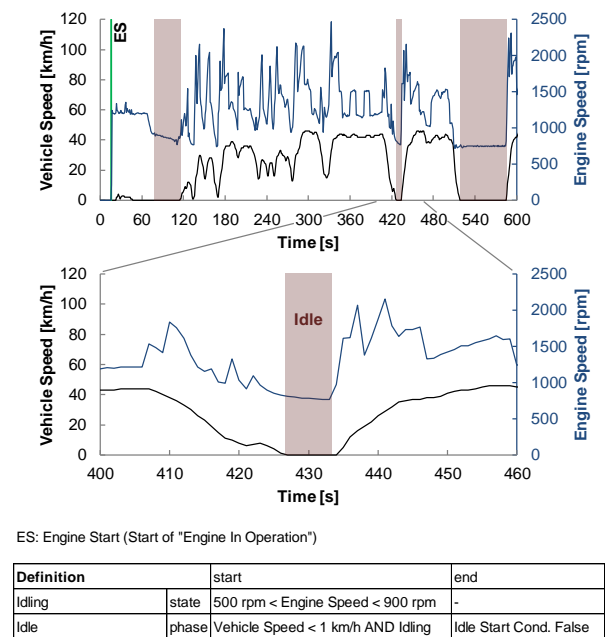 120
100
80
60
40
20
0
Vehicle Speed [km/h]
ES
2500
2000
1500
1000
500
0
Engine Speed [rpm]
0 60 120 180 240 300 360 420 480 540 600
Time [s]
120
100
80
60
40
20
0
Vehicle Speed [km/h]
Idle
2500
2000
1500
1000
500
0
Engine Speed (rpm]
400 410 420 430 440 450 460
Time [s]
ES: Engine Start (Start of "Engine In Operation")
Definition start end
Idling state 500 rpm < Engine Speed < 900 rpm -
Idle phase Vehicle Speed < 1 km/h AND Idling Idle Start Cond. False